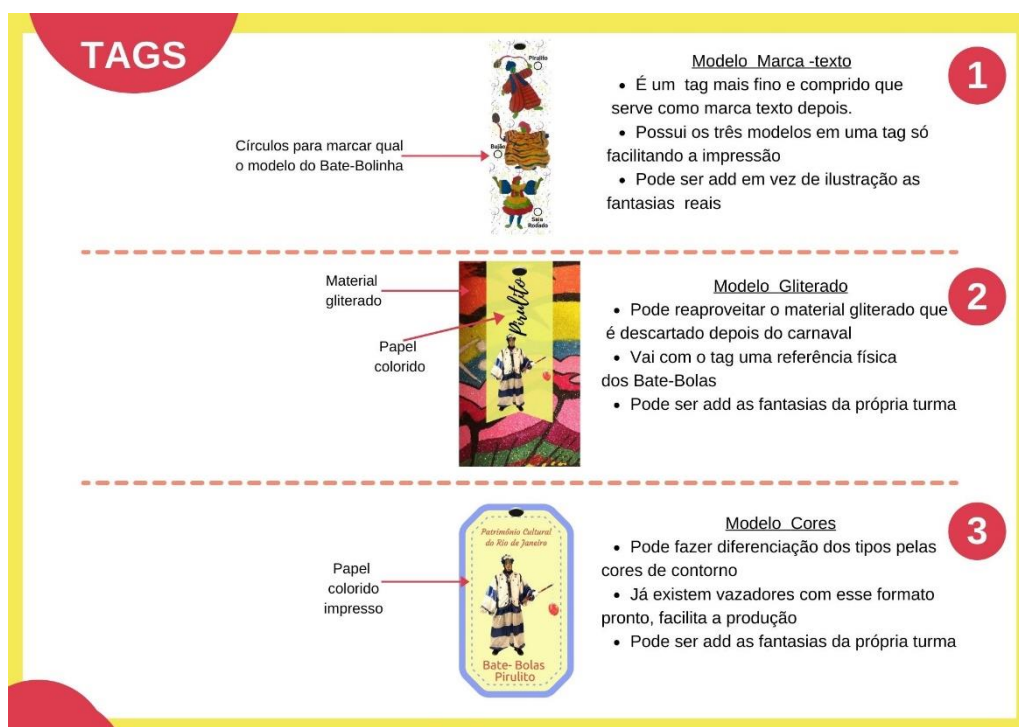 TAGS
1
Modelo Marca -texto
• É um tag mais fino e comprido que
serve como marca texto depois.
• Possui os três modelos em uma tag só
facilitando a impressão
• Pode ser add em vez de ilustração as
fantasias reais
Círculos para marcar qual
o modelo do Bate-Bolinha
Pirulito
Bujão
Saia
Rodada
2
Modelo Gliterado
• Pode reaproveitar o material gliterado que
é descartado depois do carnaval
• Vai com o tag uma referência física
dos Bate-Bolas
• Pode ser add as fantasias da própria turma
Material
gliterado
Papel
colorido
Pirulito
3
Modelo Cores
• Pode fazer diferenciação dos tipos pelas
cores de contorno
• Já existem vazadores com esse formato
pronto, facilita a produção
• Pode ser add as fantasias da própria turma
Papel
colorido
impresso
Patrimônio Cultural
do Rio de Janeiro
Bate- Bolas
Pirulito